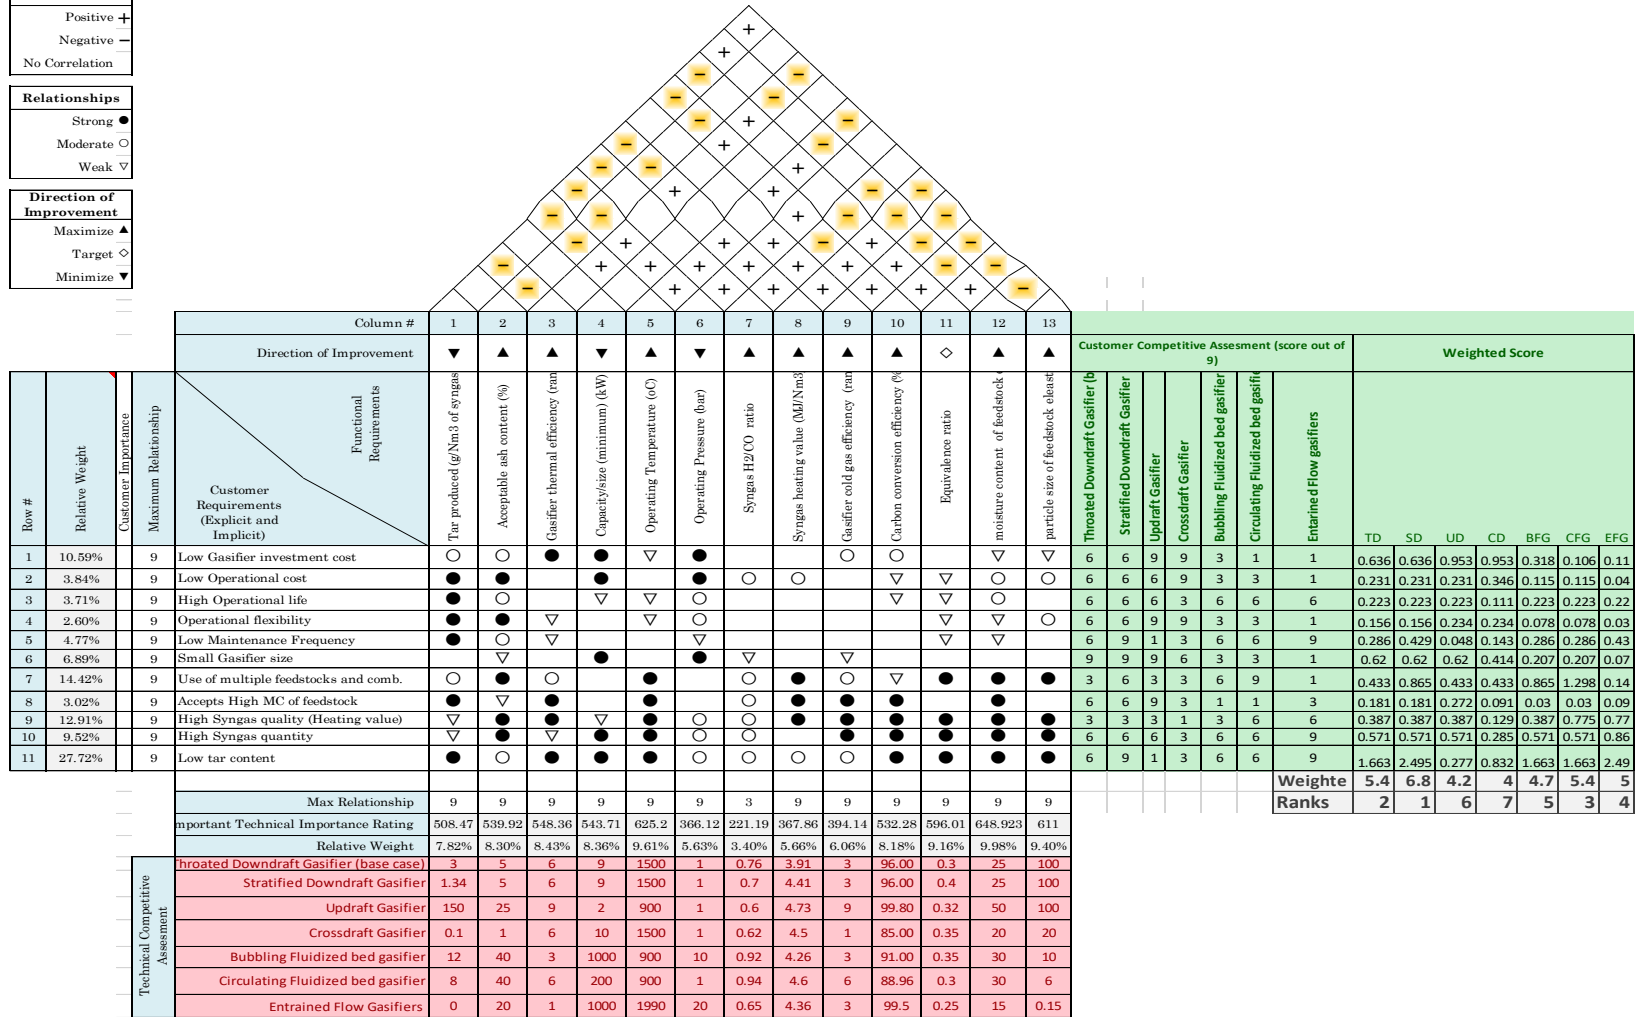 Positive +
Negative −
No Correlation
Relationships
Strong ●
Moderate ○
Weak ▽
Direction of
Improvement
Maximize ▲
Target ◇
Minimize ▼
Column # 1 2 3 4 5 6 7 8 9 10 11 12 13
Direction of Improvement ▼ ▲ ▲ ▼ ▲ ▼ ▲ ▲ ▲ ▲ ◇ ▲ ▲
Customer Competitive Assesment (score out of
9)
Weighted Score
Row #
Relative Weight
Customer Importance
Maximum Relationship
Functional
Requirements
Customer
Requirements
(Explicit and
Implicit)
Tar produced (g/Nm3 of syngas
Acceptable ash content (%)
Gasifier thermal efficiency (ran
Capacity/size (minimum) (kW)
Operating Temperature (oC)
Operating Pressure (bar)
Syngas H2/CO ratio
Syngas heating value (MJ/Nm3
Gasifier cold gas efficiency (ran
Carbon conversion efficiency (%
Equivalence ratio
moisture content of feedstock
particle size of feedstock eleast
Throated Downdraft Gasifier (b
Stratified Downdraft Gasifier
Updraft Gasifier
Crossdraft Gasifier
Bubbling Fluidized bed gasifier
Circulating Fluidized bed gasifie
Entarined Flow gasifiers
TD SD UD CD BFG CFG EFG
1 10.59% 9 Low Gasifier investment cost ○ ○ ● ● ▽ ● ○ ○ ▽ ▽ 6 6 9 9 3 1 1 0.636 0.636 0.953 0.953 0.318 0.106 0.11
2 3.84% 9 Low Operational cost ● ● ● ● ○ ○ ▽ ▽ ○ ○ 6 6 6 9 3 3 1 0.231 0.231 0.231 0.346 0.115 0.115 0.04
3 3.71% 9 High Operational life ● ○ ▽ ▽ ○ ▽ ▽ ○ 6 6 6 3 6 6 6 0.223 0.223 0.223 0.111 0.223 0.223 0.22
4 2.60% 9 Operational flexibility ● ● ▽ ▽ ○ ▽ ▽ ○ 6 6 9 9 3 3 1 0.156 0.156 0.234 0.234 0.078 0.078 0.03
5 4.77% 9 Low Maintenance Frequency ● ○ ▽ ▽ ▽ ▽ 6 9 1 3 6 6 9 0.286 0.429 0.048 0.143 0.286 0.286 0.43
6 6.89% 9 Small Gasifier size ▽ ● ● ▽ ▽ 9 9 9 6 3 3 1 0.62 0.62 0.62 0.414 0.207 0.207 0.07
7 14.42% 9 Use of multiple feedstocks and comb. ○ ● ○ ● ○ ● ○ ▽ ● ● ● 3 6 3 3 6 9 1 0.433 0.865 0.433 0.433 0.865 1.298 0.14
8 3.02% 9 Accepts High MC of feedstock ● ▽ ● ● ○ ● ● ● ● 6 6 9 3 1 1 3 0.181 0.181 0.272 0.091 0.03 0.03 0.09
9 12.91% 9 High Syngas quality (Heating value) ▽ ● ● ▽ ● ○ ○ ● ● ● ● ● ● 3 3 3 1 3 6 6 0.387 0.387 0.387 0.129 0.387 0.775 0.77
10 9.52% 9 High Syngas quantity ▽ ● ▽ ● ● ○ ○ ● ● ● ● ● 6 6 6 3 6 6 9 0.571 0.571 0.571 0.285 0.571 0.571 0.86
11 27.72% 9 Low tar content ● ○ ● ● ● ○ ○ ○ ○ ● ● ● ● 6 9 1 3 6 6 9 1.663 2.495 0.277 0.832 1.663 1.663 2.49
Weighte 5.4 6.8 4.2 4 4.7 5.4 5
Max Relationship 9 9 9 9 9 9 3 9 9 9 9 9 9
Ranks 2 1 6 7 5 3 4
mportant Technical Importance Rating 508.47 539.92 548.36 543.71 625.2 366.12 221.19 367.86 394.14 532.28 596.01 648.923 611
Relative Weight 7.82% 8.30% 8.43% 8.36% 9.61% 5.63% 3.40% 5.66% 6.06% 8.18% 9.16% 9.98% 9.40%
Technical Competitive
Assesment
Throated Downdraft Gasifier (base case) 3 5 6 9 1500 1 0.76 3.91 3 96.00 0.3 25 100
Stratified Downdraft Gasifier 1.34 5 6 9 1500 1 0.7 4.41 3 96.00 0.4 25 100
Updraft Gasifier 150 25 9 2 900 1 0.6 4.73 9 99.80 0.32 50 100
Crossdraft Gasifier 0.1 1 6 10 1500 1 0.62 4.5 1 85.00 0.35 20 20
Bubbling Fluidized bed gasifier 12 40 3 1000 900 10 0.92 4.26 3 91.00 0.35 30 10
Circulating Fluidized bed gasifier 8 40 6 200 900 1 0.94 4.6 6 88.96 0.3 30 6
Entrained Flow Gasifiers 0 20 1 1000 1990 20 0.65 4.36 3 99.5 0.25 15 0.15